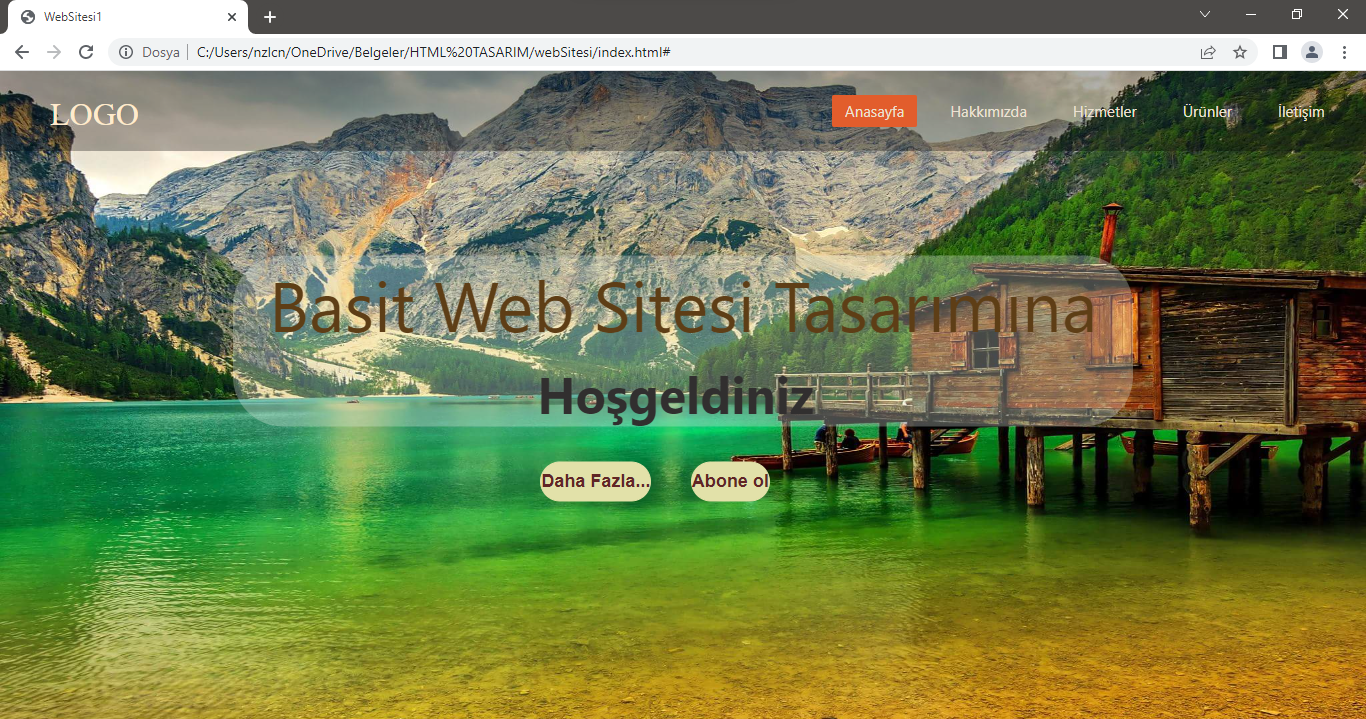 WebSitesi1
Dosya C:/Users/nzlcn/OneDrive/Belgeler/HTML%20TASARIM/webSitesi/index.html#
LOGO Anasayfa Hakkımızda Hizmetler Ürünler İletişim
Basit Web Sitesi Tasarımına
Hoşgeldiniz
Daha Fazla... Abone ol